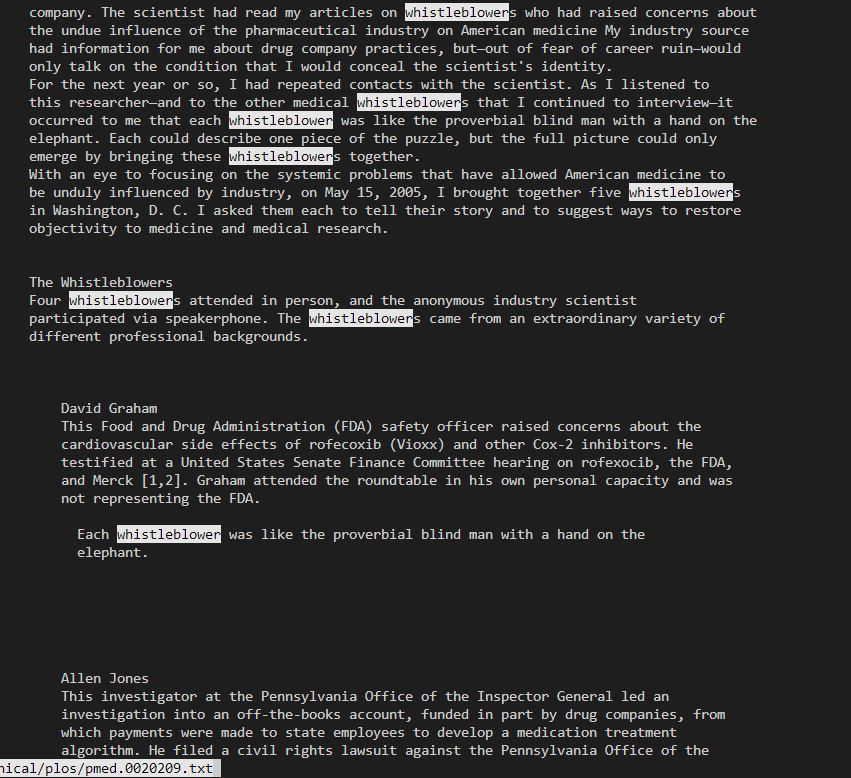 company. The scientist had read my articles on whistleblowers who had raised concerns about
the undue influence of the pharmaceutical industry on American medicine My industry source
had information for me about drug company practices, but—out of fear of career ruin—would
only talk on the condition that I would conceal the scientist's identity.
For the next year or so, I had repeated contacts with the scientist. As I listened to
this researcher—and to the other medical whistleblowers that I continued to interview—it
occurred to me that each whistleblower was like the proverbial blind man with a hand on the
elephant. Each could describe one piece of the puzzle, but the full picture could only
emerge by bringing these whistleblowers together.
With an eye to focusing on the systemic problems that have allowed American medicine to
be unduly influenced by industry, on May 15, 2005, I brought together five whistleblowers
in Washington, D. C. I asked them each to tell their story and to suggest ways to restore
objectivity to medicine and medical research.
The Whistleblowers
Four whistleblowers attended in person, and the anonymous industry scientist
participated via speakerphone. The whistleblowers came from an extraordinary variety of
different professional backgrounds.
David Graham
This Food and Drug Administration (FDA) safety officer raised concerns about the
cardiovascular side effects of rofecoxib (Vioxx) and other Cox-2 inhibitors. He
testified at a United States Senate Finance Committee hearing on rofexocib, the FDA,
and Merck [1,2]. Graham attended the roundtable in his own personal capacity and was
not representing the FDA.
Each whistleblower was like the proverbial blind man with a hand on the
elephant.
Allen Jones
This investigator at the Pennsylvania Office of the Inspector General led an
investigation into an off-the-books account, funded in part by drug companies, from
which payments were made to state employees to develop a medication treatment
algorithm. He filed a civil rights lawsuit against the Pennsylvania Office of the
nical/plos/pmed.0020209.txt